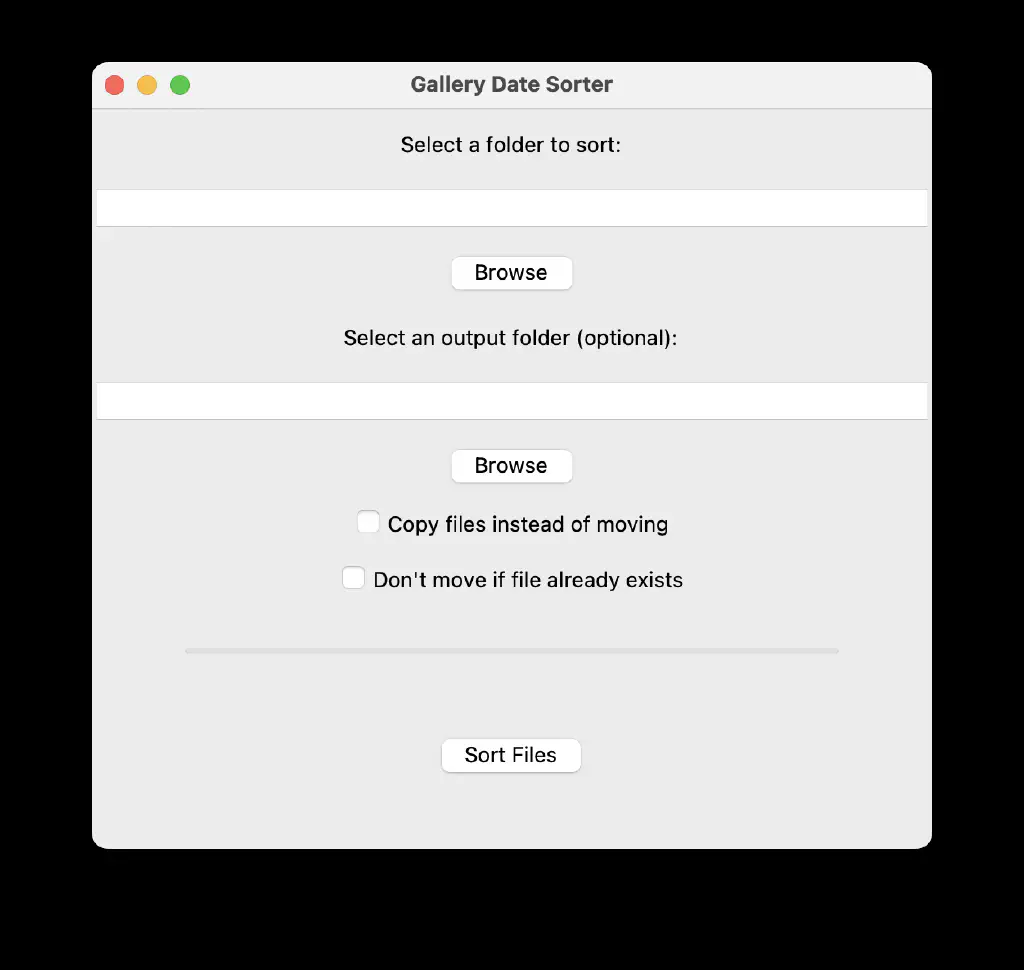 Gallery Date Sorter
Select a folder to sort:
Browse
Select an output folder (optional):
Browse
Copy files instead of moving
Don't move if file already exists
Sort Files